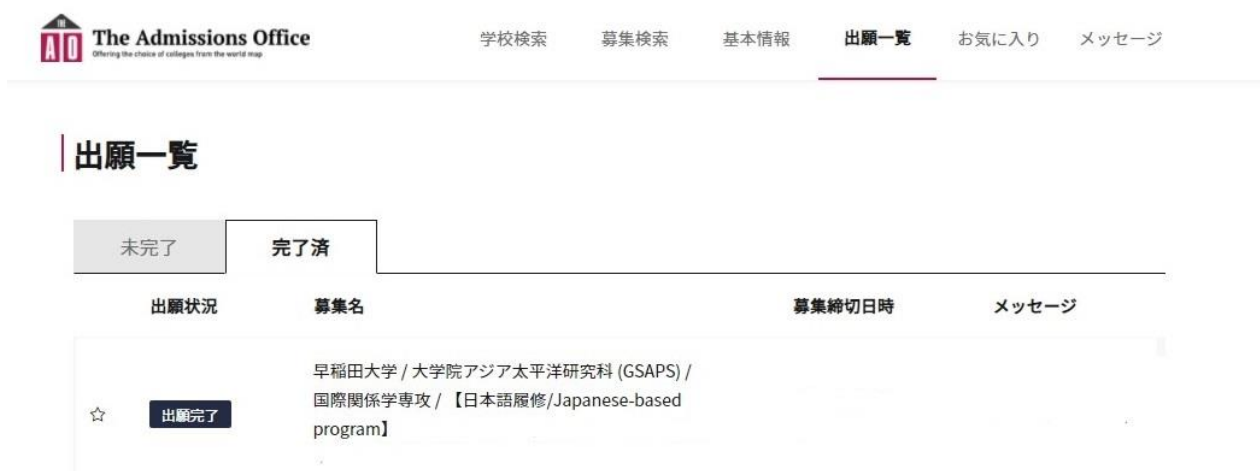 THE
AO
The Admissions Office
Offering the choice of colleges from the world map
学校検索 募集検索 基本情報 出願一覧 お気に入り メッセージ
出願一覧
未完了 完了済
出願状況 募集名 募集締切日時 メッセージ
早稲田大学 / 大学院アジア太平洋研究科 (GSAPS) /
☆ 出願完了 国際関係学専攻 / 【日本語履修/Japanese-based
program】